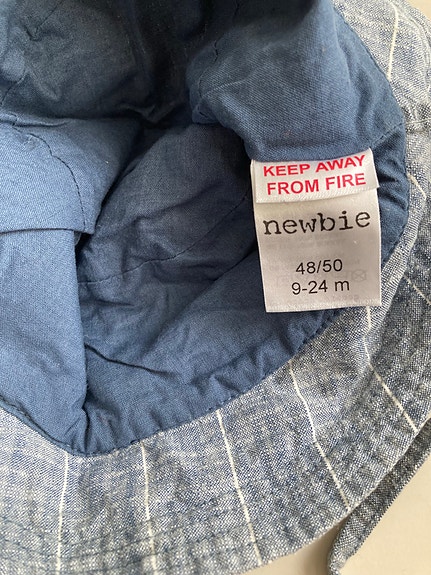 KEEP AWAY
FROM FIRE
newbie
48/50
9-24 m